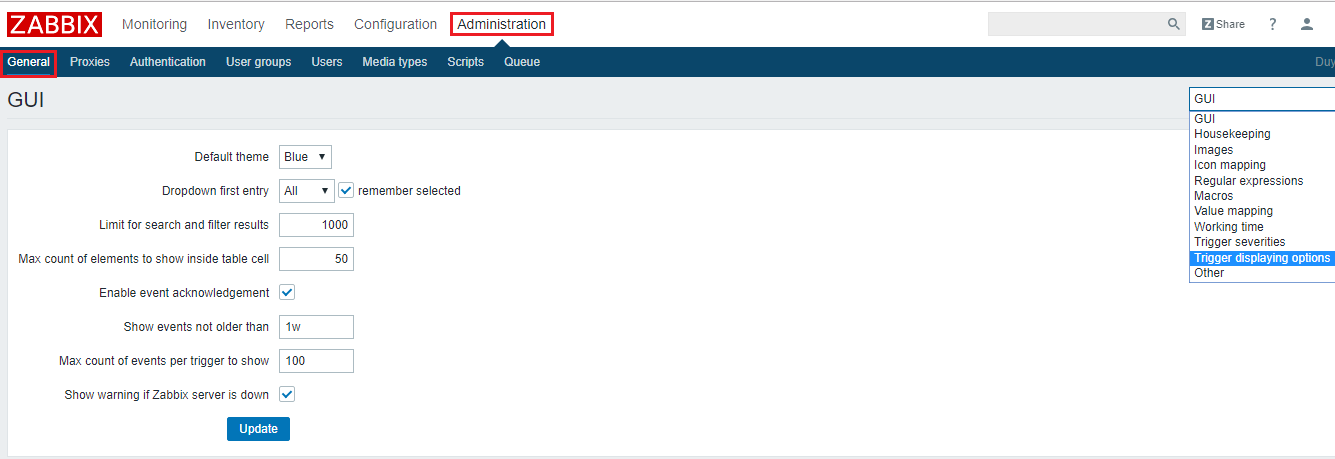 ZABBIX Monitoring Inventory Reports Configuration Administration Z Share ?
General Proxies Authentication User groups Users Media types Scripts Queue Duy
GUI
GUI
GUI
Housekeeping
Images
Icon mapping
Regular expressions
Macros
Value mapping
Working time
Trigger severities
Trigger displaying options
Other
Default theme Blue
Dropdown first entry All remember selected
Limit for search and filter results 1000
Max count of elements to show inside table cell 50
Enable event acknowledgement
Show events not older than 1w
Max count of events per trigger to show 100
Show warning if Zabbix server is down
Update